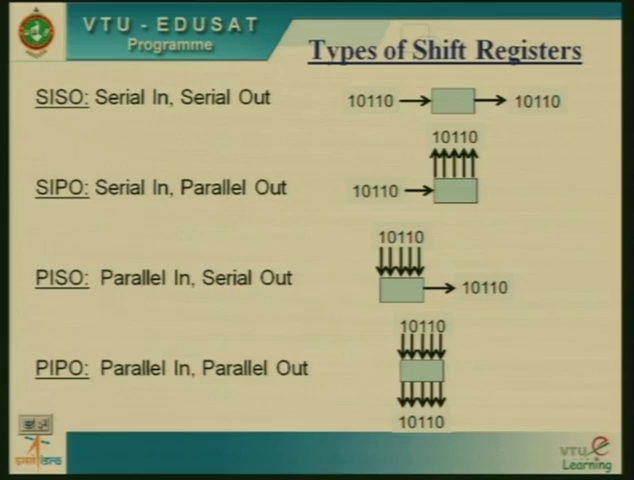 VTU - EDUSAT
Programme
Types of Shift Registers
SISO: Serial In, Serial Out
10110
10110
10110
SIPO: Serial In, Parallel Out
10110
10110
PISO: Parallel In, Serial Out
10110
10110
PIPO: Parallel In, Parallel Out
10110
VTU
e
Learning